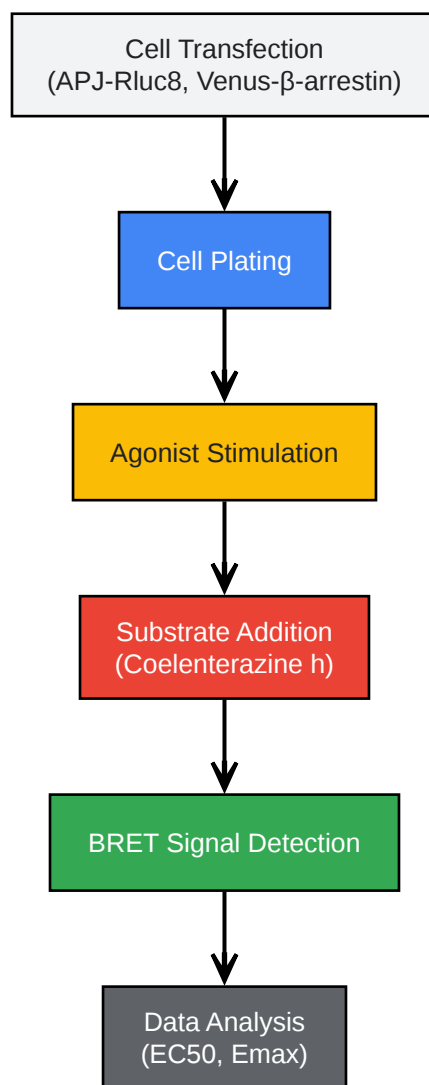 Cell Transfection
(APJ-Rluc8, Venus-β-arrestin)
Cell Plating
Agonist Stimulation
Substrate Addition
(Coelenterazine h)
BRET Signal Detection
Data Analysis
(EC50, Emax)